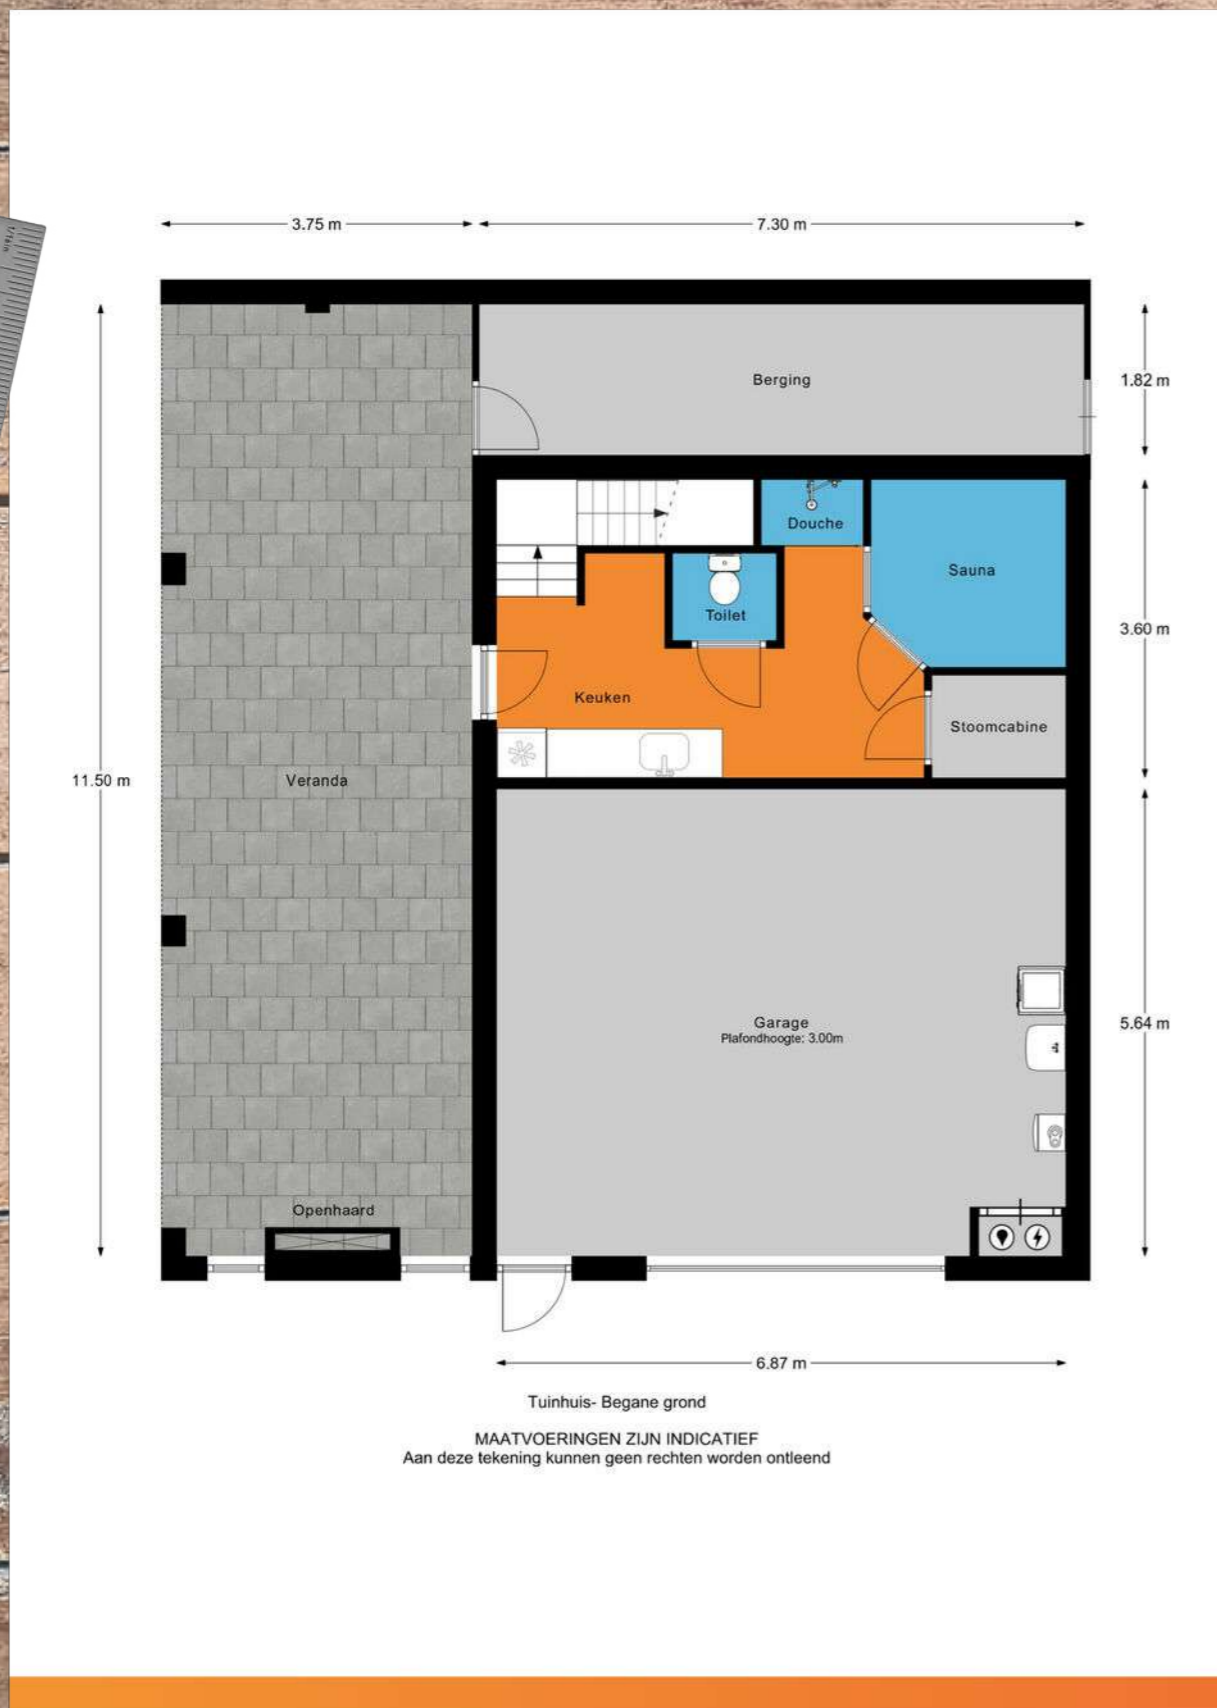 3.75 m
7.30 m
Berging
1.82 m
Douche
Sauna
Toilet
3.60 m
Keuken
Stoomcabine
11.50 m
Veranda
Garage
Plafondhoogte: 3.00m
5.64 m
Openhaard
6.87 m
Tuinhuis- Begane grond
MAATVOERINGEN ZIJN INDICATIEF
Aan deze tekening kunnen geen rechten worden ontleend